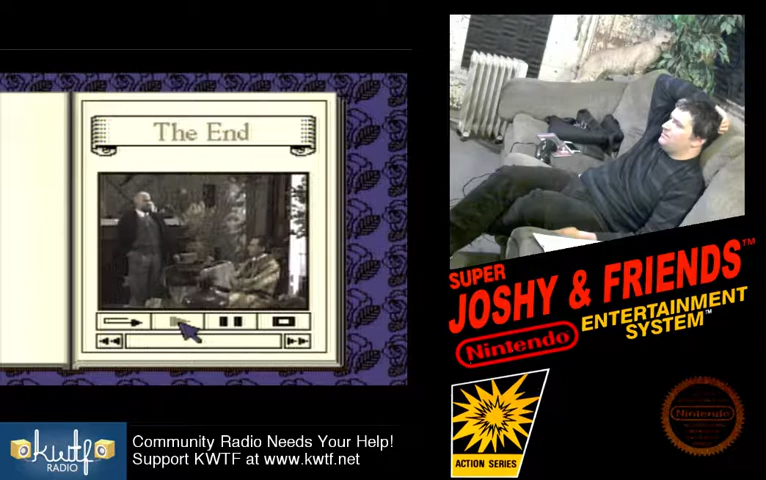 The End
SUPER
JOSHY & FRIENDS™
Nintendo®
ENTERTAINMENT
SYSTEM™
ACTION SERIES
Nintendo
KWTF
RADIO
Community Radio Needs Your Help!
Support KWTF at www.kwtf.net